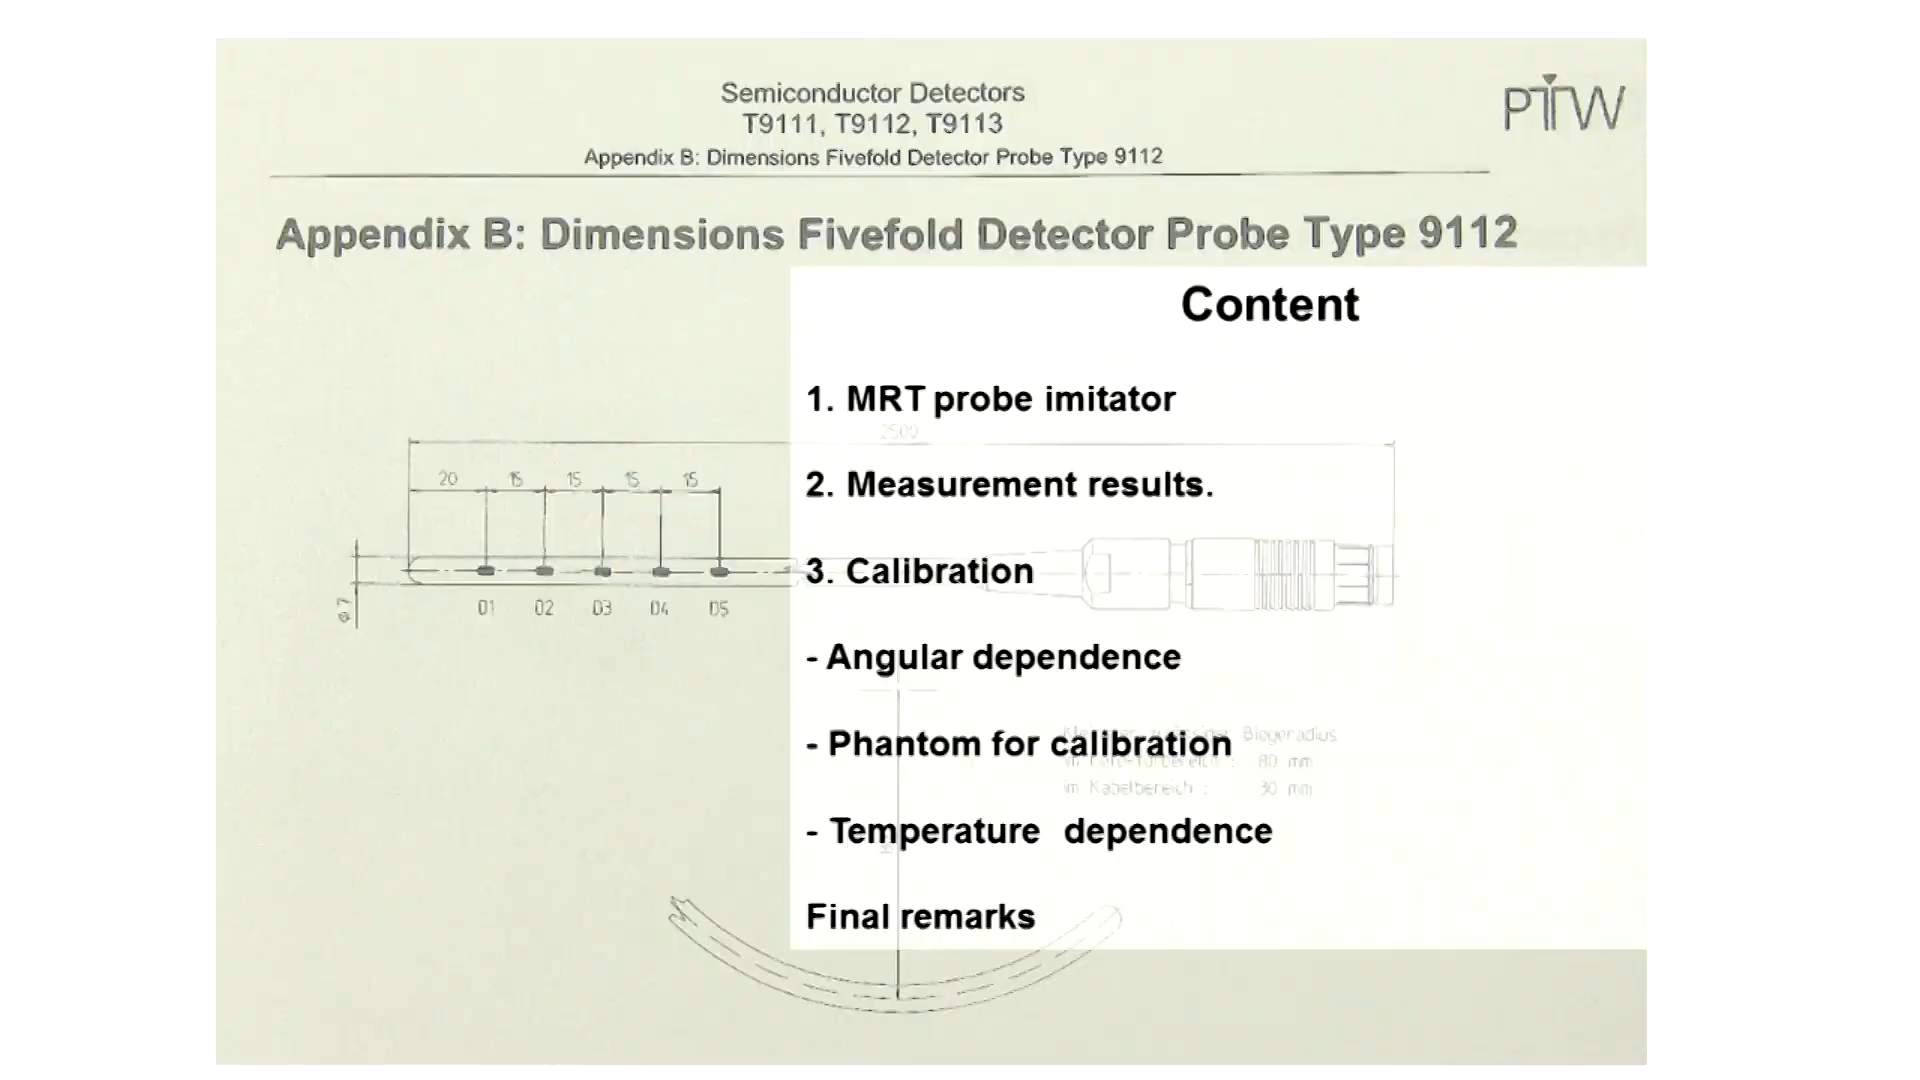 Semiconductor Detectors
T9111, T9112, T9113
Appendix B: Dimensions Fivefold Detector Probe Type 9112
PTW
Appendix B: Dimensions Fivefold Detector Probe Type 9112
Content
1. MRT probe imitator
2500
2. Measurement results.
20 15 15 15 15
3. Calibration
ø 7
D1 D2 D3 D4 D5
- Angular dependence
Biegeradius
- Phantom for calibration
: 80 mm
im Kabelbereich : 30 mm
- Temperature dependence
Final remarks